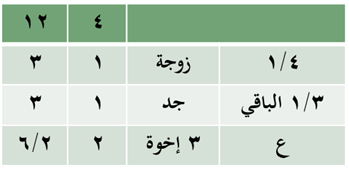 ٤ ١٢
١/٤ زوجة ١ ٣
١/٣ الباقي جد ١ ٣
ع ٣ إخوة ٢ ٦/٢